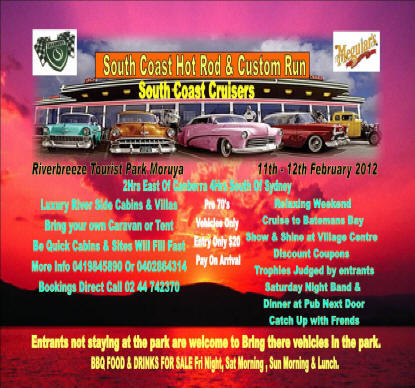 Meguiar's
South Coast Hot Rod & Custom Run
South Coast Cruisers
Riverbreeze Tourist Park Moruya
11th - 12th February 2012
2Hrs East Of Canberra 4Hrs South Of Sydney
Luxury River Side Cabins & Villas
Bring your own Caravan or Tent
Be Quick Cabins & Sites Will Fill Fast
More Info 0419845890 Or 0402864314
Bookings Direct Call 02 44 742370
Pre 70's
Vehicles Only
Entry Only $20
Pay On Arrival
Relaxing Weekend
Cruise to Batemans Bay
Show & Shine at Village Centre
Discount Coupons
Trophies Judged by entrants
Saturday Night Band &
Dinner at Pub Next Door
Catch Up with Frends
Entrants not staying at the park are welcome to Bring there vehicles in the park.
BBQ FOOD & DRINKS FOR SALE Fri Night, Sat Morning , Sun Morning & Lunch.